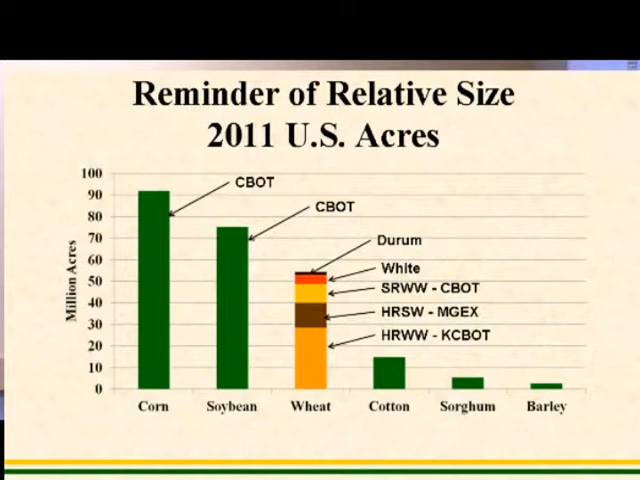 Reminder of Relative Size
2011 U.S. Acres
Million Acres
100
90
80
70
60
50
40
30
20
10
0
CBOT
CBOT
Durum
White
SRWW - CBOT
HRSW - MGEX
HRWW - KCBOT
Corn
Soybean
Wheat
Cotton
Sorghum
Barley